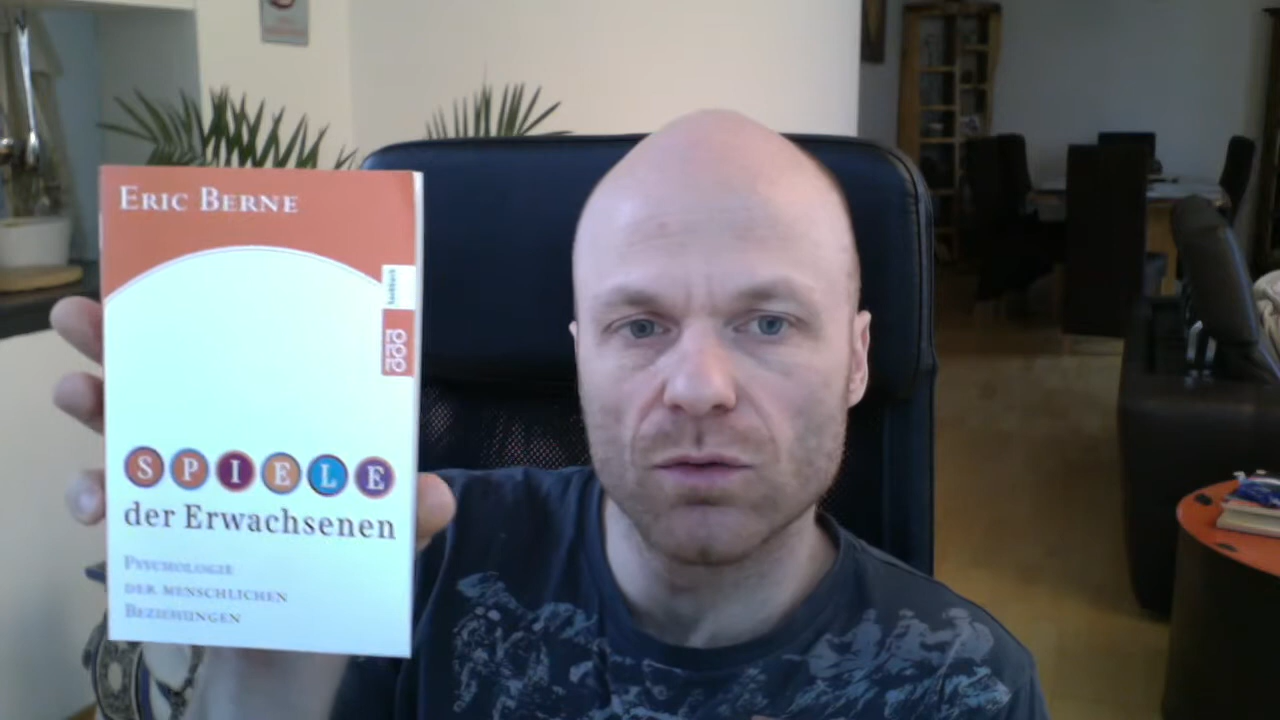 ERIC BERNE
SPIELE
der Erwachsenen
PSYCHOLOGIE
DER MENSCHLICHEN
BEZIEHUNGEN
rororo